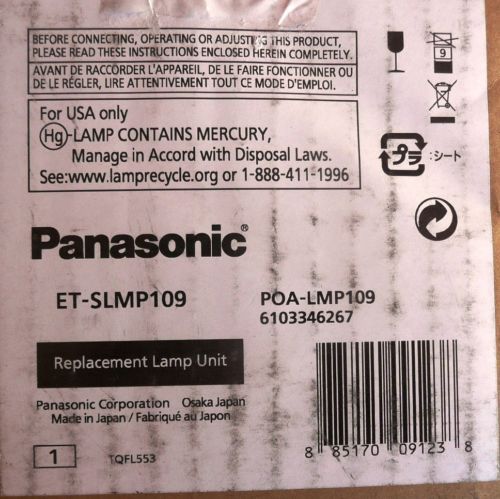 BEFORE CONNECTING, OPERATING OR ADJUSTING THIS PRODUCT,
PLEASE READ THESE INSTRUCTIONS ENCLOSED HEREIN COMPLETELY.
AVANT DE RACCORDER L'APPAREIL, DE LE FAIRE FONCTIONNER OU
DE LE RÉGLER, LIRE ATTENTIVEMENT TOUT CE MODE D'EMPLOI.
9
For USA only
Hg-LAMP CONTAINS MERCURY,
Manage in Accord with Disposal Laws.
See:www.lamprecycle.org or 1-888-411-1996
プラ :シート
Panasonic®
ET-SLMP109
POA-LMP109
6103346267
Replacement Lamp Unit
Panasonic Corporation Osaka Japan
Made in Japan / Fabriqué au Japon
1
TQFL553
8 85170 09123 8